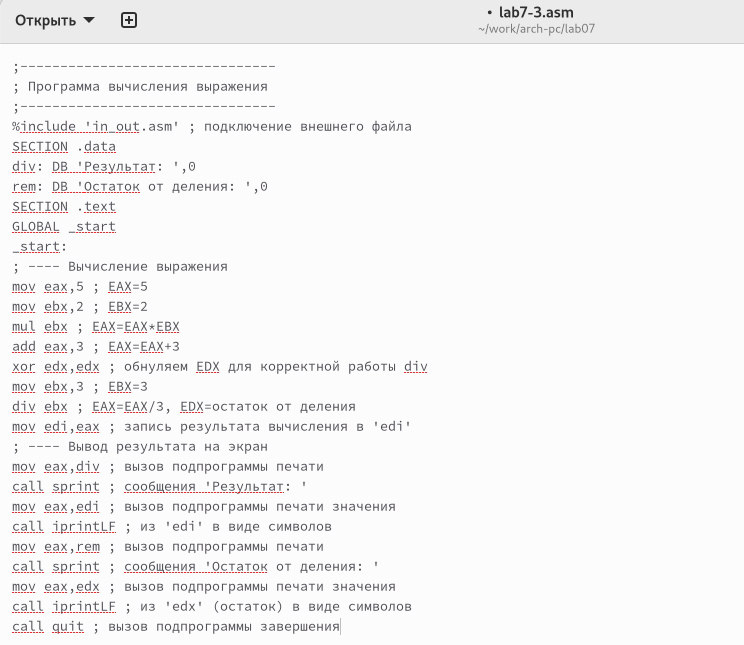 Открыть
• lab7-3.asm
~/work/arch-pc/lab07
;--------------------------------
; Программа вычисления выражения
;--------------------------------
%include 'in_out.asm' ; подключение внешнего файла
SECTION .data
div: DB 'Результат: ',0
rem: DB 'Остаток от деления: ',0
SECTION .text
GLOBAL _start
_start:
; ---- Вычисление выражения
mov eax,5 ; EAX=5
mov ebx,2 ; EBX=2
mul ebx ; EAX=EAX*EBX
add eax,3 ; EAX=EAX+3
xor edx,edx ; обнуляем EDX для корректной работы div
mov ebx,3 ; EBX=3
div ebx ; EAX=EAX/3, EDX=остаток от деления
mov edi,eax ; запись результата вычисления в 'edi'
; ---- Вывод результата на экран
mov eax,div ; вызов подпрограммы печати
call sprint ; сообщения 'Результат: '
mov eax,edi ; вызов подпрограммы печати значения
call iprintLF ; из 'edi' в виде символов
mov eax,rem ; вызов подпрограммы печати
call sprint ; сообщения 'Остаток от деления: '
mov eax,edx ; вызов подпрограммы печати значения
call iprintLF ; из 'edx' (остаток) в виде символов
call quit ; вызов подпрограммы завершения